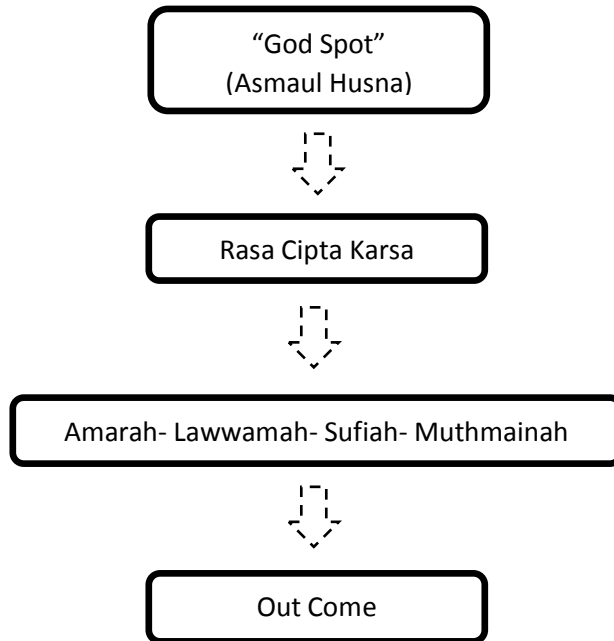 “God Spot”
(Asmaul Husna)
Rasa Cipta Karsa
Amarah- Lawwamah- Sufiah- Muthmainah
Out Come